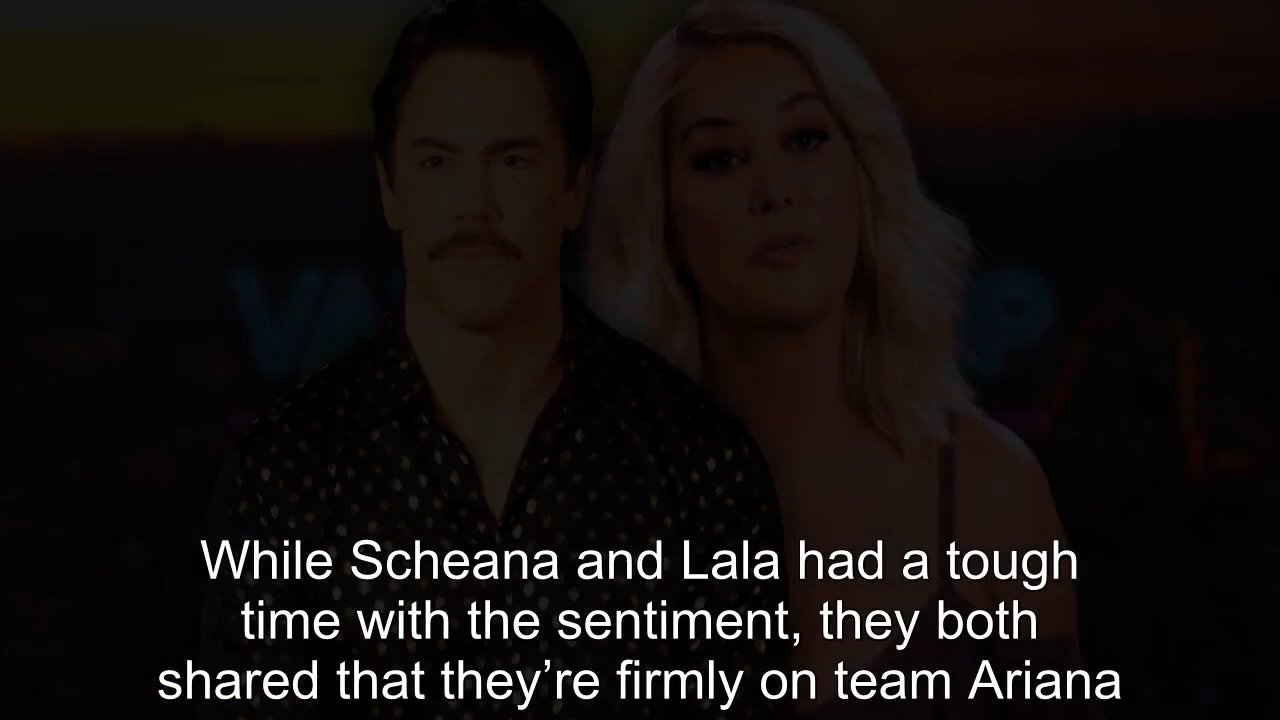 VA P
While Scheana and Lala had a tough
time with the sentiment, they both
shared that they’re firmly on team Ariana